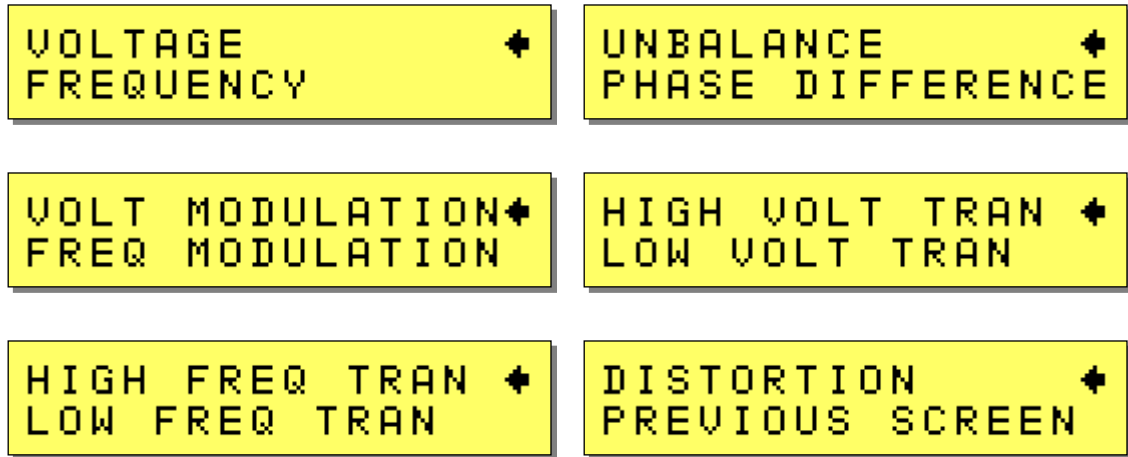 VOLTAGE
FREQUENCY
UNBALANCE
PHASE DIFFERENCE
VOLT MODULATION
FREQ MODULATION
HIGH VOLT TRAN
LOW VOLT TRAN
HIGH FREQ TRAN
LOW FREQ TRAN
DISTORTION
PREVIOUS SCREEN